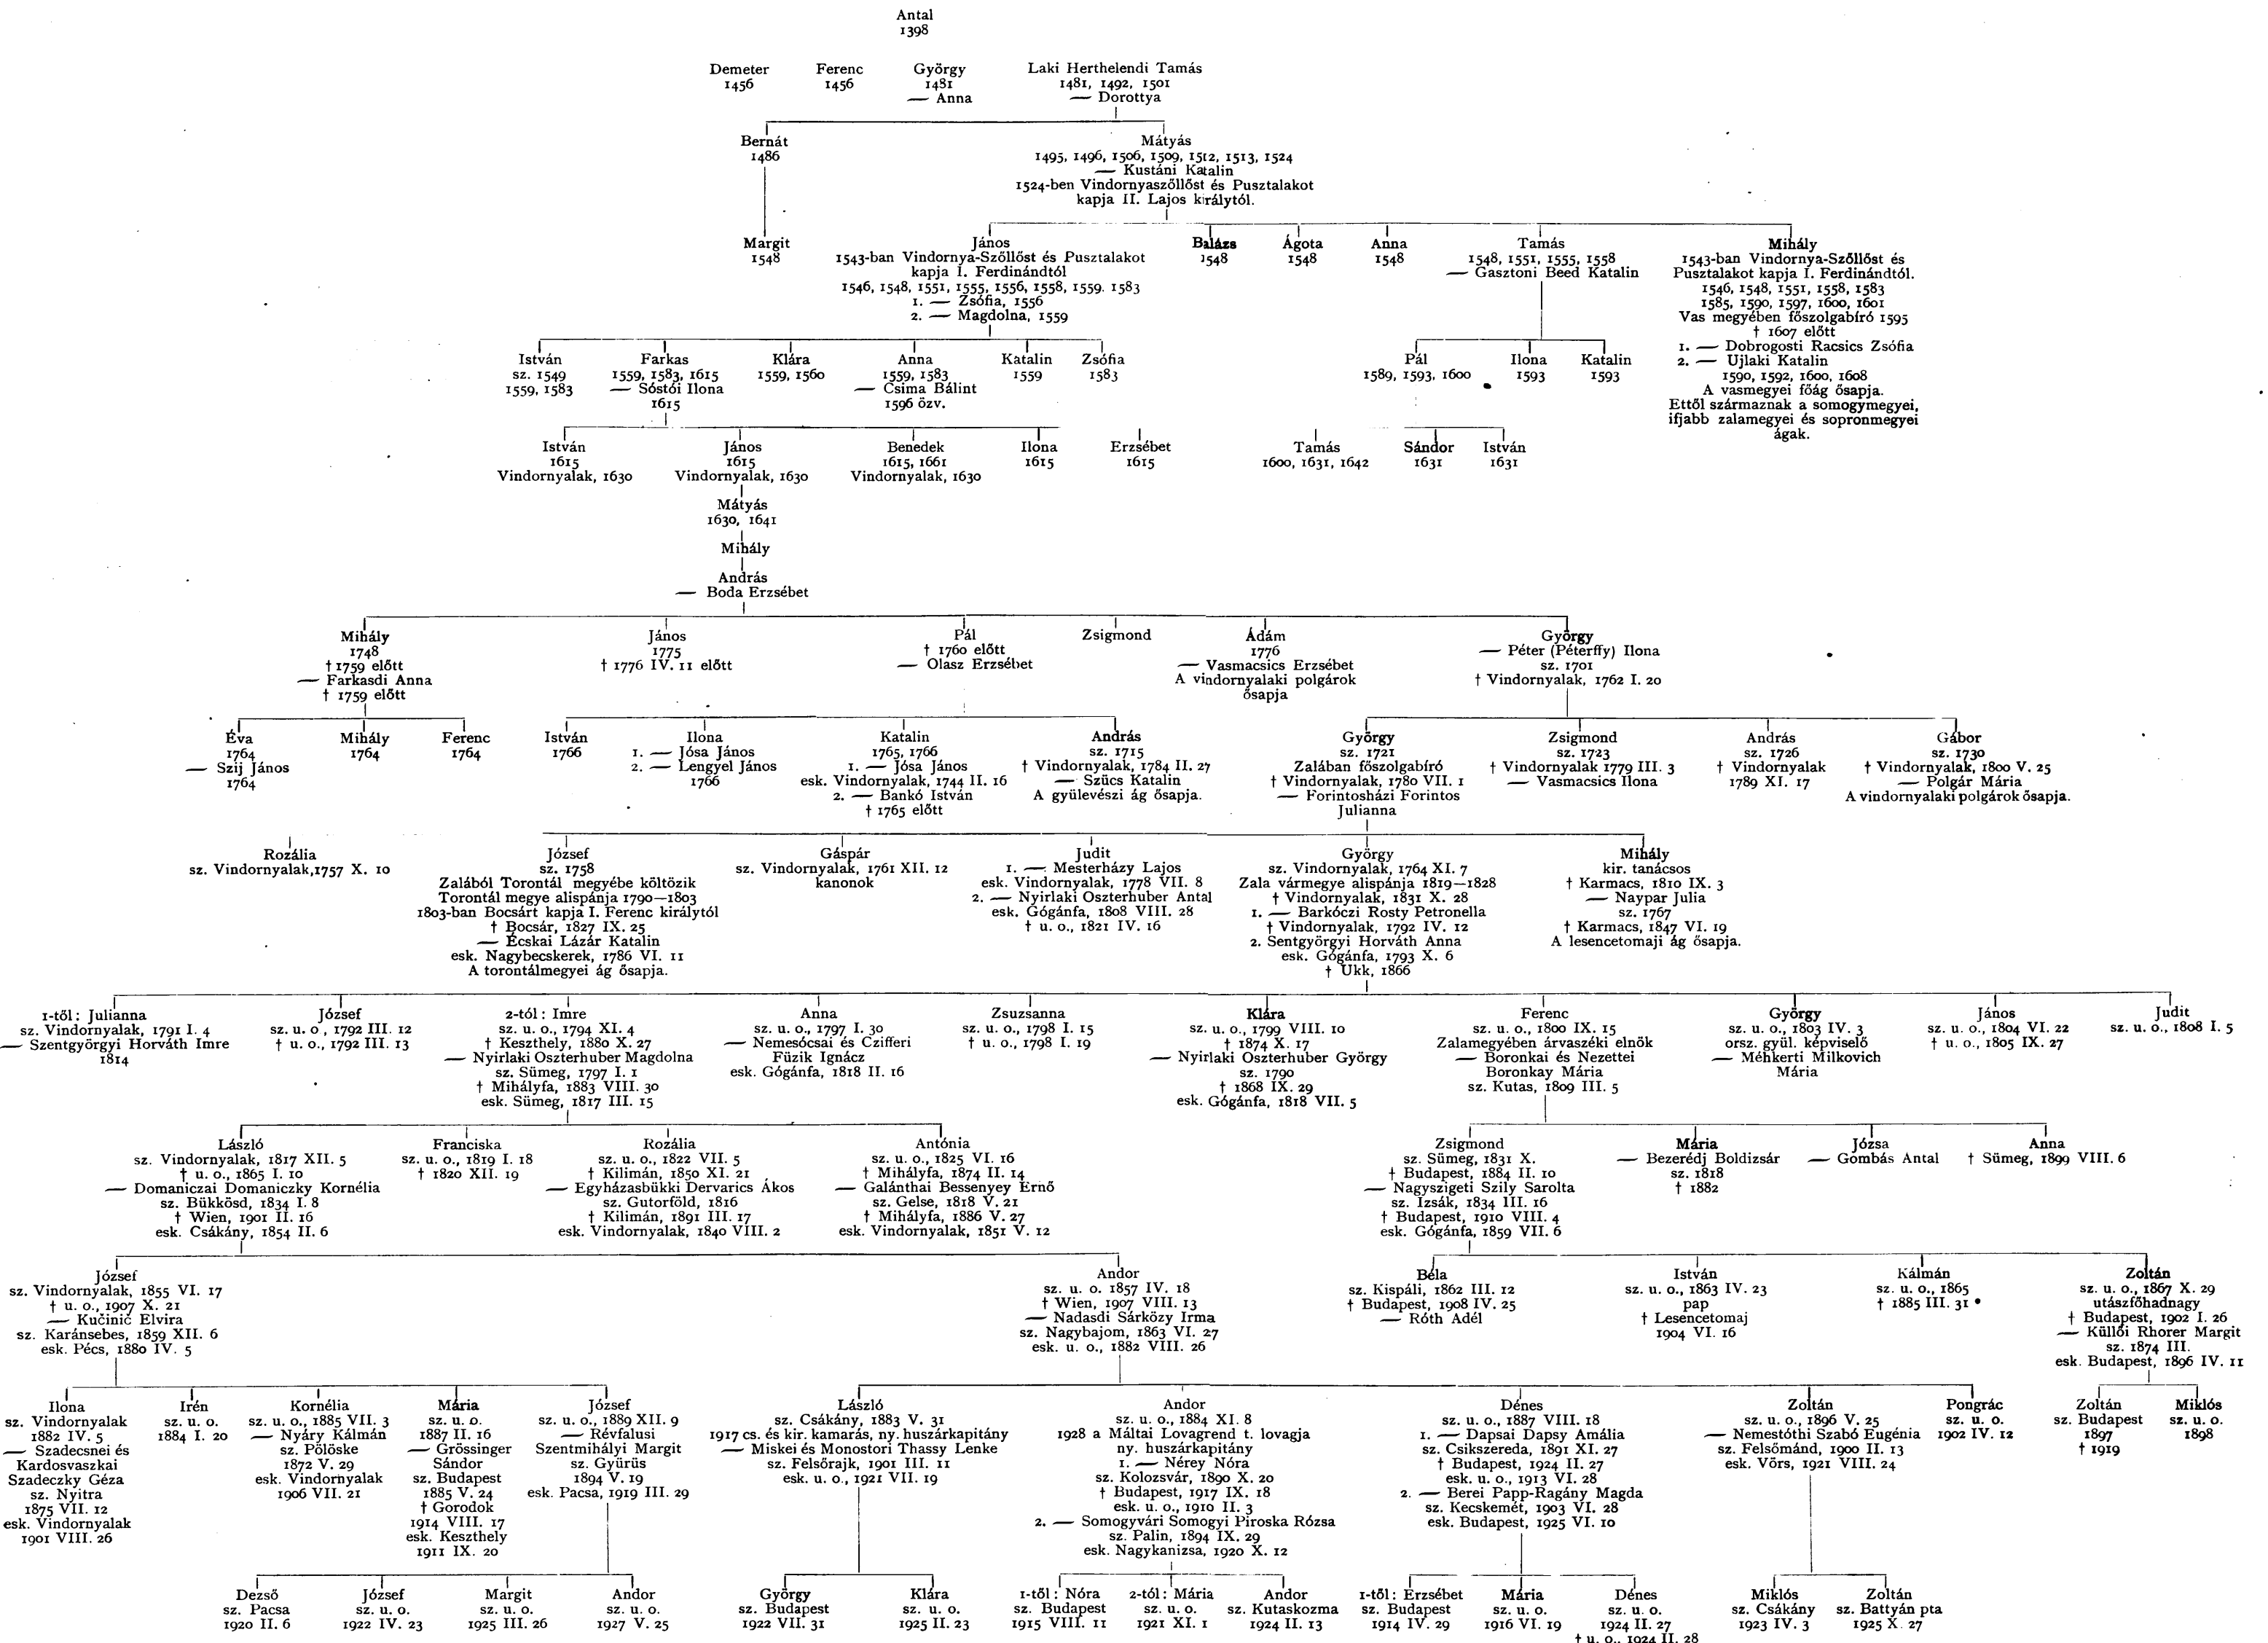 Antal
1398
Demeter
1456
Ferenc
1456
György
1481
— Anna
Laki Herthelendi Tamás
1481, 1492, 1501
— Dorottya
Bernát
1486
Mátyás
1495, 1496, 1506, 1509, 1512, 1513, 1524
— Kustáni Katalin
1524-ben Vindornyaszőllőst és Pusztalakot
kapja II. Lajos királytól.
Margit
1548
János
1543-ban Vindornya-Szőllőst és Pusztalakot
kapja I. Ferdinándtól
1546, 1548, 1551, 1555, 1556, 1558, 1559. 1583
1. — Zsófia, 1556
2. — Magdolna, 1559
Balázs
1548
Ágota
1548
Anna
1548
Tamás
1548, 1551, 1555, 1558
— Gasztoni Beed Katalin
Mihály
1543-ban Vindornya-Szőllőst és
Pusztalakot kapja I. Ferdinándtól.
1546, 1548, 1551, 1558, 1583
1585, 1590, 1597, 1600, 1601
Vas megyében főszolgabíró 1595
† 1607 előtt
1. — Dobrogosti Racsics Zsófia
2. — Ujlaki Katalin
1590, 1592, 1600, 1608
A vasmegyei főág ősapja.
Ettől származnak a somogymegyei,
ifjabb zalamegyei és sopronmegyei
ágak.
István
sz. 1549
1559, 1583
Farkas
1559, 1583, 1615
— Sóstói Ilona
1615
Klára
1559, 1560
Anna
1559, 1583
— Csima Bálint
1596 özv.
Katalin
1559
Zsófia
1583
Pál
1589, 1593, 1600
Ilona
1593
Katalin
1593
István
1615
Vindornyalak, 1630
János
1615
Vindornyalak, 1630
Benedek
1615, 1661
Vindornyalak, 1630
Ilona
1615
Erzsébet
1615
Tamás
1600, 1631, 1642
Sándor
1631
István
1631
Mátyás
1630, 1641
Mihály
András
— Boda Erzsébet
Mihály
1748
† 1759 előtt
— Farkasdi Anna
† 1759 előtt
János
1775
† 1776 IV. 11 előtt
Pál
† 1760 előtt
— Olasz Erzsébet
Zsigmond
Ádám
1776
— Vasmacsics Erzsébet
A vindornyalaki polgárok
ősapja
György
— Péter (Péterffy) Ilona
sz. 1701
† Vindornyalak, 1762 I. 20
Éva
1764
— Szij János
1764
Mihály
1764
Ferenc
1764
István
1766
Ilona
1. — Jósa János
2. — Lengyel János
1766
Katalin
1765, 1766
1. — Jósa János
esk. Vindornyalak, 1744 II. 16
2. — Bankó István
† 1765 előtt
András
sz. 1715
† Vindornyalak, 1784 II. 27
— Szücs Katalin
A gyülevészi ág ősapja.
György
sz. 1721
Zalában főszolgabíró
† Vindornyalak, 1780 VII. 1
— Forintosházi Forintos
Julianna
Zsigmond
sz. 1723
† Vindornyalak 1779 III. 3
— Vasmacsics Ilona
András
sz. 1726
† Vindornyalak
1789 XI. 17
Gábor
sz. 1730
† Vindornyalak, 1800 V. 25
— Polgár Mária
A vindornyalaki polgárok ősapja.
Rozália
sz. Vindornyalak,1757 X. 10
József
sz. 1758
Zalából Torontál megyébe költözik
Torontál megye alispánja 1790—1803
1803-ban Bocsárt kapja I. Ferenc királytól
† Bocsár, 1827 IX. 25
— Écskai Lázár Katalin
esk. Nagybecskerek, 1786 VI. 11
A torontálmegyei ág ősapja.
Gáspár
sz. Vindornyalak, 1761 XII. 12
kanonok
Judit
1. — Mesterházy Lajos
esk. Vindornyalak, 1778 VII. 8
2. — Nyirlaki Oszterhuber Antal
esk. Gógánfa, 1808 VIII. 28
† u. o., 1821 IV. 16
György
sz. Vindornyalak, 1764 XI. 7
Zala vármegye alispánja 1819—1828
† Vindornyalak, 1831 X. 28
1. — Barkóczi Rosty Petronella
† Vindornyalak, 1792 IV. 12
2. Sentgyörgyi Horváth Anna
esk. Gógánfa, 1793 X. 6
† Ukk, 1866
Mihály
kir. tanácsos
† Karmacs, 1810 IX. 3
— Naypar Julia
sz. 1767
† Karmacs, 1847 VI. 19
A lesencetomaji ág ősapja.
1-től: Julianna
sz. Vindornyalak, 1791 I. 4
— Szentgyörgyi Horváth Imre
1814
József
sz. u. o , 1792 III. 12
† u. o., 1792 III. 13
2-tól: Imre
sz. u. o., 1794 XI. 4
† Keszthely, 1880 X. 27
— Nyirlaki Oszterhuber Magdolna
sz. Sümeg, 1797 I. 1
† Mihályfa, 1883 VIII. 30
esk. Sümeg, 1817 III. 15
Anna
sz. u. o., 1797 I. 30
— Nemesócsai és Czifferi
Füzik Ignácz
esk. Gógánfa, 1818 II. 16
Zsuzsanna
sz. u. o., 1798 I. 15
† u. o., 1798 I. 19
Klára
sz. u. o., 1799 VIII. 10
† 1874 X. 17
— Nyirlaki Oszterhuber György
sz. 1790
† 1868 IX. 29
esk. Gógánfa, 1818 VII. 5
Ferenc
sz. u. o., 1800 IX. 15
Zalamegyében árvaszéki elnök
— Boronkai és Nezettei
Boronkay Mária
sz. Kutas, 1809 III. 5
György
sz. u. o., 1803 IV. 3
orsz. gyül. képviselő
— Méhkerti Milkovich
Mária
János
sz. u. o., 1804 VI. 22
† u. o., 1805 IX. 27
Judit
sz. u. o., 1808 I. 5
László
sz. Vindornyalak, 1817 XII. 5
† u. o., 1865 I. 10
— Domaniczai Domaniczky Kornélia
sz. Bükkösd, 1834 I. 8
† Wien, 1901 II. 16
esk. Csákány, 1854 II. 6
Franciska
sz. u. o., 1819 I. 18
† 1820 XII. 19
Rozália
sz. u. o., 1822 VII. 5
† Kilimán, 1850 XI. 21
— Egyházasbükki Dervarics Ákos
sz. Gutorföld, 1816
† Kilimán, 1891 III. 17
esk. Vindornyalak, 1840 VIII. 2
Antónia
sz. u. o., 1825 VI. 16
† Mihályfa, 1874 II. 14
— Galánthai Bessenyey Ernő
sz. Gelse, 1818 V. 21
† Mihályfa, 1886 V. 27
esk. Vindornyalak, 1851 V. 12
Zsigmond
sz. Sümeg, 1831 X.
† Budapest, 1884 II. 10
— Nagyszigeti Szily Sarolta
sz. Izsák, 1834 III. 16
† Budapest, 1910 VIII. 4
esk. Gógánfa, 1859 VII. 6
Mária
— Bezerédj Boldizsár
sz. 1818
† 1882
Józsa
— Gombás Antal
Anna
† Sümeg, 1899 VIII. 6
József
sz. Vindornyalak, 1855 VI. 17
† u. o., 1907 X. 21
— Kučinič Elvira
sz. Karánsebes, 1859 XII. 6
esk. Pécs, 1880 IV. 5
Andor
sz. u. o. 1857 IV. 18
† Wien, 1907 VIII. 13
— Nadasdi Sárközy Irma
sz. Nagybajom, 1863 VI. 27
esk. u. o., 1882 VIII. 26
Béla
sz. Kispáli, 1862 III. 12
† Budapest, 1908 IV. 25
— Róth Adél
István
sz. u. o., 1863 IV. 23
pap
† Lesencetomaj
1904 VI. 16
Kálmán
sz. u. o., 1865
† 1885 III. 31
Zoltán
sz. u. o., 1867 X. 29
utászfőhadnagy
† Budapest, 1902 I. 26
— Küllői Rhorer Margit
sz. 1874 III.
esk. Budapest, 1896 IV. 11
Ilona
sz. Vindornyalak
1882 IV. 5
— Szadecsnei és
Kardosvaszkai
Szadeczky Géza
sz. Nyitra
1875 VII. 12
esk. Vindornyalak
1901 VIII. 26
Irén
sz. u. o.
1884 I. 20
Kornélia
sz. u. o., 1885 VII. 3
— Nyáry Kálmán
sz. Pölöske
1872 V. 29
esk. Vindornyalak
1906 VII. 21
Mária
sz. u. o.
1887 II. 16
— Grössinger
Sándor
sz. Budapest
1885 V. 24
† Gorodok
1914 VIII. 17
esk. Keszthely
1911 IX. 20
József
sz. u. o., 1889 XII. 9
— Révfalusi
Szentmihályi Margit
sz. Gyürüs
1894 V. 19
esk. Pacsa, 1919 III. 29
László
sz. Csákány, 1883 V. 31
1917 cs. és kir. kamarás, ny. huszárkapitány
— Miskei és Monostori Thassy Lenke
sz. Felsőrajk, 1901 III. 11
esk. u. o., 1921 VII. 19
Andor
sz. u. o., 1884 XI. 8
1928 a Máltai Lovagrend t. lovagja
ny. huszárkapitány
1. — Nérey Nóra
sz. Kolozsvár, 1890 X. 20
† Budapest, 1917 IX. 18
esk. u. o., 1910 II. 3
2. — Somogyvári Somogyi Piroska Rózsa
sz. Palin, 1894 IX. 29
esk. Nagykanizsa, 1920 X. 12
Dénes
sz. u. o., 1887 VIII. 18
1. — Dapsai Dapsy Amália
sz. Csikszereda, 1891 XI. 27
† Budapest, 1924 II. 27
esk. u. o., 1913 VI. 28
2. — Berei Papp-Ragány Magda
sz. Kecskemét, 1903 VI. 28
esk. Budapest, 1925 VI. 10
Zoltán
sz. u. o., 1896 V. 25
— Nemestóthi Szabó Eugénia
sz. Felsőmánd, 1900 II. 13
esk. Vörs, 1921 VIII. 24
Pongrác
sz. u. o.
1902 IV. 12
Zoltán
sz. Budapest
1897
† 1919
Miklós
sz. u. o.
1898
Dezső
sz. Pacsa
1920 II. 6
József
sz. u. o.
1922 IV. 23
Margit
sz. u. o.
1925 III. 26
Andor
sz. u. o.
1927 V. 25
György
sz. Budapest
1922 VII. 31
Klára
sz. u. o.
1925 II. 23
1-től: Nóra
sz. Budapest
1915 VIII. 11
2-tól: Mária
sz. u. o.
1921 XI. 1
Andor
sz. Kutaskozma
1924 II. 13
1-től: Erzsébet
sz. Budapest
1914 IV. 29
Mária
sz. u. o.
1916 VI. 19
Dénes
sz. u. o.
1924 II. 27
† u. o., 1924 II. 28
Miklós
sz. Csákány
1923 IV. 3
Zoltán
sz. Battyán pta
1925 X. 27